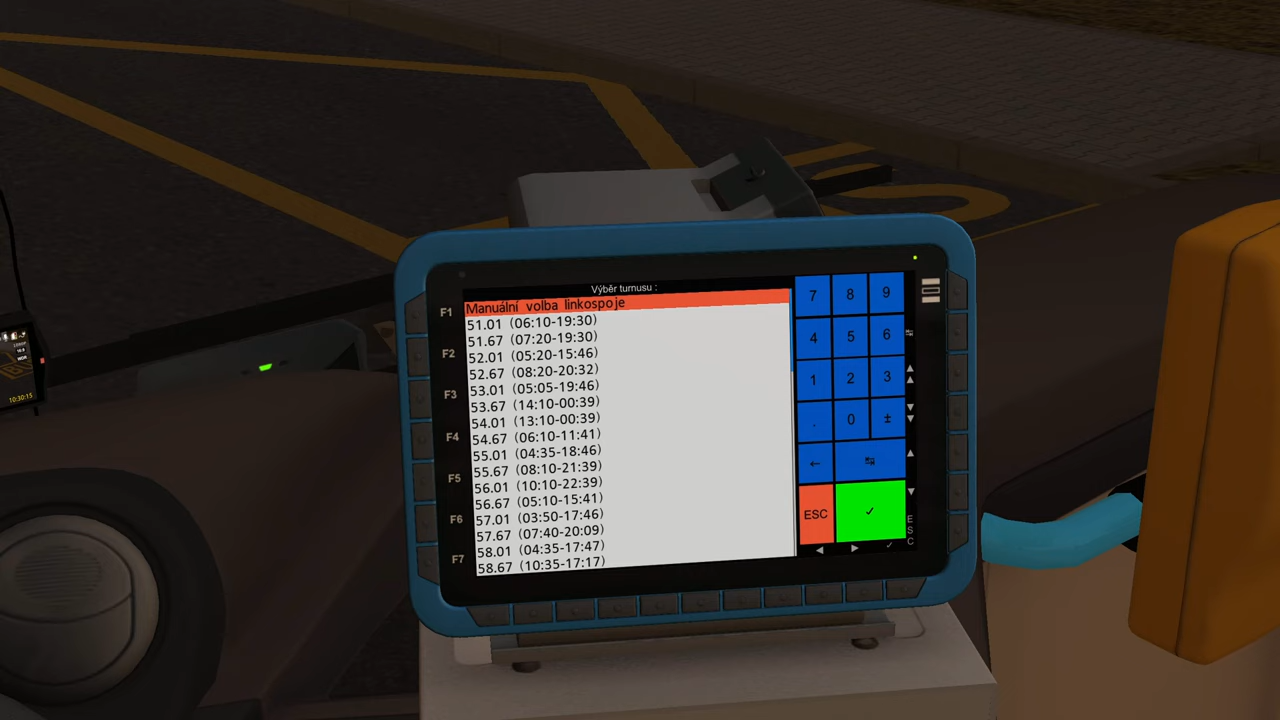 Výběr turnusu :
Manuální volba linkospoje
51.01 (06:10-19:30)
51.67 (07:20-19:30)
52.01 (05:20-15:46)
52.67 (08:20-20:32)
53.01 (05:05-19:46)
53.67 (14:10-00:39)
54.01 (13:10-00:39)
54.67 (06:10-11:41)
55.01 (04:35-18:46)
55.67 (08:10-21:39)
56.01 (10:10-22:39)
56.67 (05:10-15:41)
57.01 (03:50-17:46)
57.67 (07:40-20:09)
58.01 (04:35-17:47)
58.67 (10:35-17:17)
F1
F2
F3
F4
F5
F6
F7
7 8 9
4 5 6
1 2 3
. 0 ±
←
ESC ✓
ESC
10:30:15